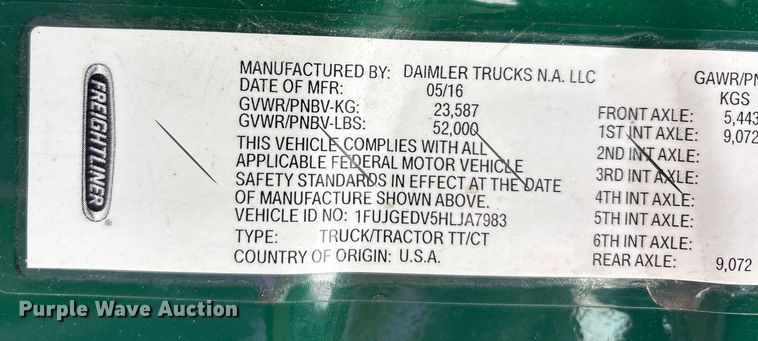 FREIGHTLINER®
MANUFACTURED BY: DAIMLER TRUCKS N.A. LLC
DATE OF MFR: 05/16
GVWR/PNBV-KG: 23,587
GVWR/PNBV-LBS: 52,000
THIS VEHICLE COMPLIES WITH ALL
APPLICABLE FEDERAL MOTOR VEHICLE
SAFETY STANDARDS IN EFFECT AT THE DATE
OF MANUFACTURE SHOWN ABOVE.
VEHICLE ID NO: 1FUJGEDV5HLJA7983
TYPE: TRUCK/TRACTOR TT/CT
COUNTRY OF ORIGIN: U.S.A.
GAWR/PN
KGS
FRONT AXLE: 5,443
1ST INT AXLE: 9,072
2ND INT AXLE:
3RD INT AXLE:
4TH INT AXLE:
5TH INT AXLE:
6TH INT AXLE:
REAR AXLE: 9,072
Purple Wave Auction